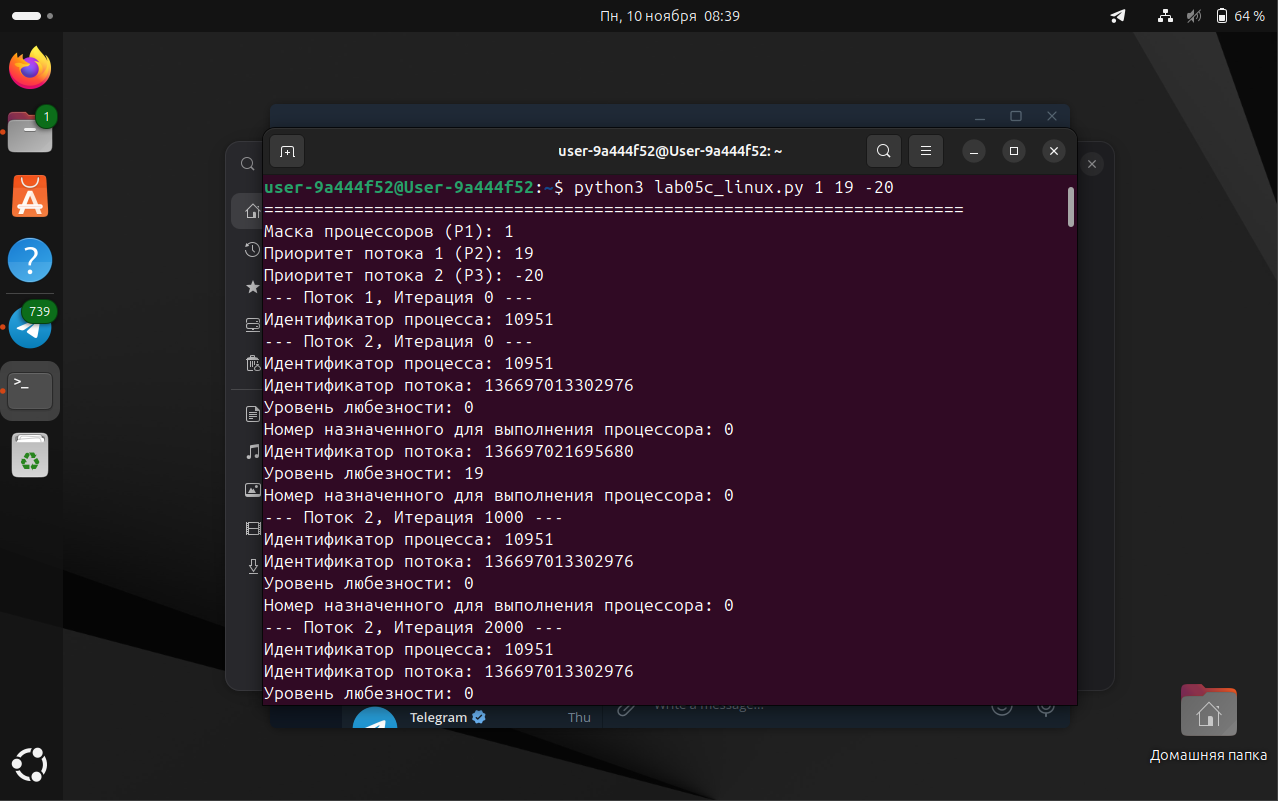 Пн, 10 ноября 08:39
64 %
1
739
user-9a444f52@User-9a444f52: ~
user-9a444f52@User-9a444f52:~$ python3 lab05c_linux.py 1 19 -20
======================================================================
Маска процессоров (P1): 1
Приоритет потока 1 (P2): 19
Приоритет потока 2 (P3): -20
--- Поток 1, Итерация 0 ---
Идентификатор процесса: 10951
--- Поток 2, Итерация 0 ---
Идентификатор процесса: 10951
Идентификатор потока: 136697013302976
Уровень любезности: 0
Номер назначенного для выполнения процессора: 0
Идентификатор потока: 136697021695680
Уровень любезности: 19
Номер назначенного для выполнения процессора: 0
--- Поток 2, Итерация 1000 ---
Идентификатор процесса: 10951
Идентификатор потока: 136697013302976
Уровень любезности: 0
Номер назначенного для выполнения процессора: 0
--- Поток 2, Итерация 2000 ---
Идентификатор процесса: 10951
Идентификатор потока: 136697013302976
Уровень любезности: 0
Telegram
Thu
Write a message...
Домашняя папка